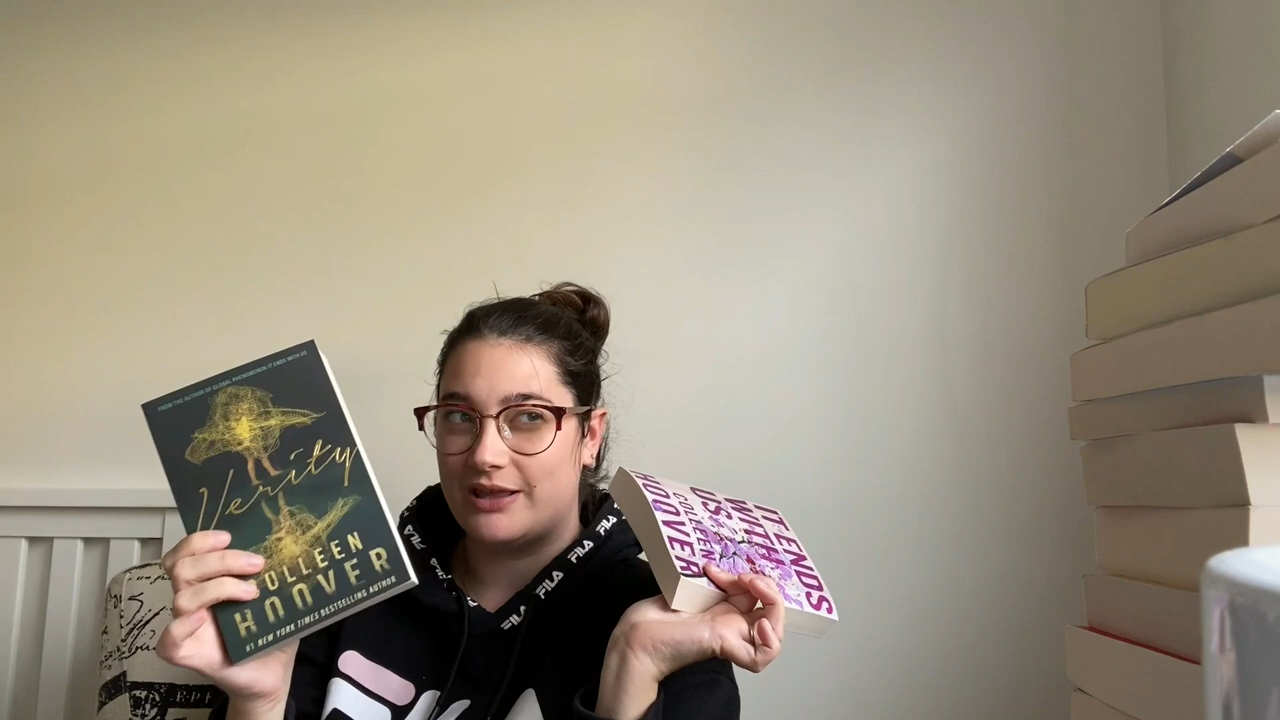 FROM THE AUTHOR OF GLOBAL PHENOMENON IT ENDS WITH US
Verity
COLLEEN
HOOVER
#1 NEW YORK TIMES BESTSELLING AUTHOR
IT ENDS
WITH
US
COLLEEN
HOOVER
FILA
FILA
FILA
FILA
FILA